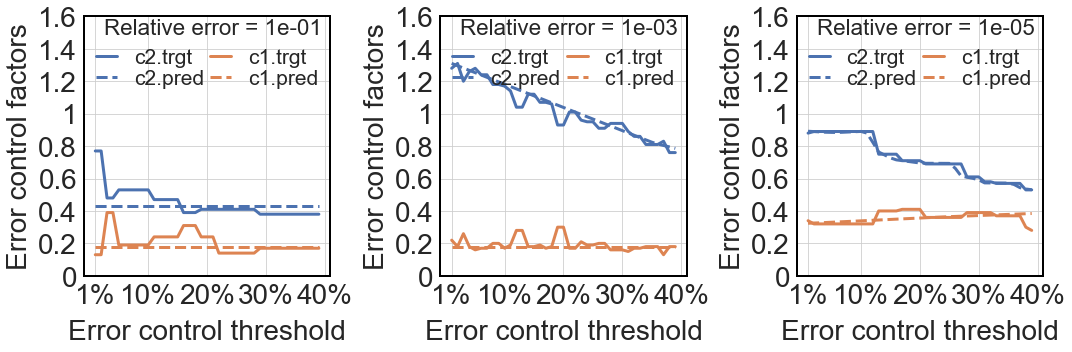 Error control factors
1.6
1.4
1.2
1
0.8
0.6
0.4
0.2
0
Relative error = 1e-01
c2.trgt c1.trgt
c2.pred c1.pred
1% 10% 20% 30% 40%
Error control threshold
Error control factors
1.6
1.4
1.2
1
0.8
0.6
0.4
0.2
0
Relative error = 1e-03
c2.trgt c1.trgt
c2.pred c1.pred
1% 10% 20% 30% 40%
Error control threshold
Error control factors
1.6
1.4
1.2
1
0.8
0.6
0.4
0.2
0
Relative error = 1e-05
c2.trgt c1.trgt
c2.pred c1.pred
1% 10% 20% 30% 40%
Error control threshold